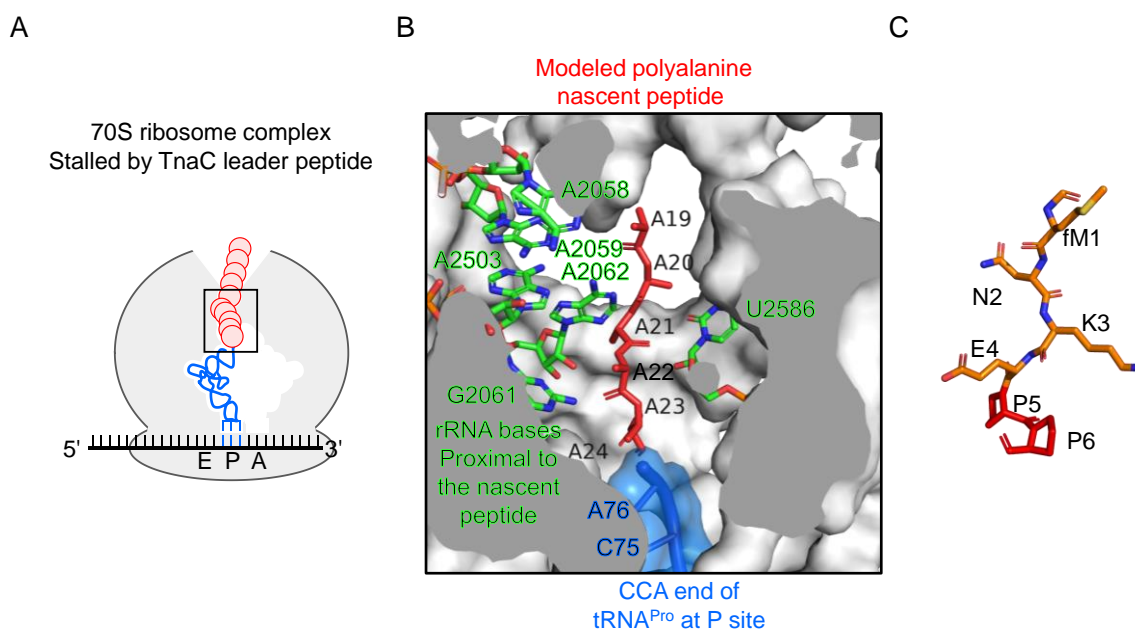 A
70S ribosome complex
Stalled by TnaC leader peptide
5'
E P A
3'
B
Modeled polyalanine
nascent peptide
A2058
A19
A2059
A20
A2503
A2062
U2586
A21
A22
G2061
A23
rRNA bases
A24
Proximal to
the nascent
peptide
A76
C75
CCA end of
tRNAPro at P site
C
fM1
N2
K3
E4
P5
P6